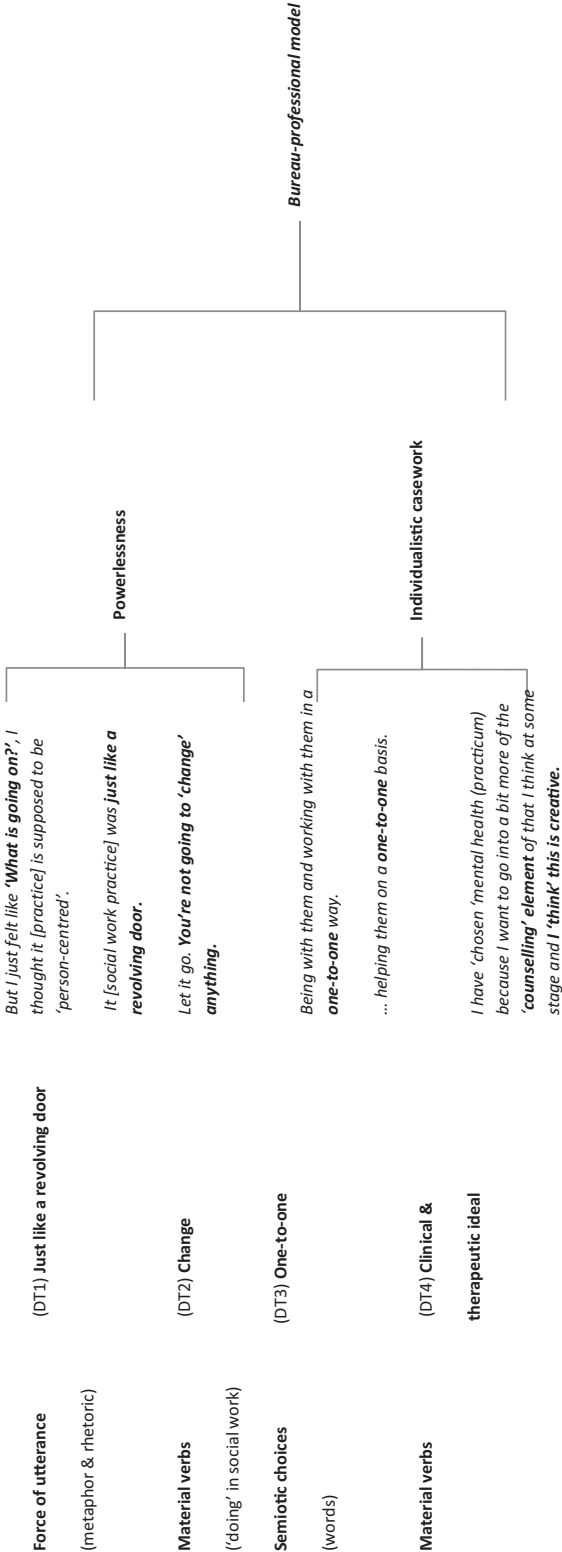 Force of utterance
(metaphor & rhetoric)
(DT1) Just like a revolving door
But I just felt like ‘What is going on?’, I
thought it [practice] is supposed to be
‘person-centred’.
It [social work practice] was just like a
revolving door.
Material verbs
(‘doing’ in social work)
(DT2) Change
Let it go. You’re not going to ‘change’
anything.
Powerlessness
Semiotic choices
(words)
(DT3) One-to-one
Being with them and working with them in a
one-to-one way.
... helping them on a one-to-one basis.
Material verbs
(DT4) Clinical &
therapeutic ideal
I have ‘chosen ‘mental health (practicum)
because I want to go into a bit more of the
‘counselling’ element of that I think at some
stage and I ‘think’ this is creative.
Individualistic casework
Bureau-professional model